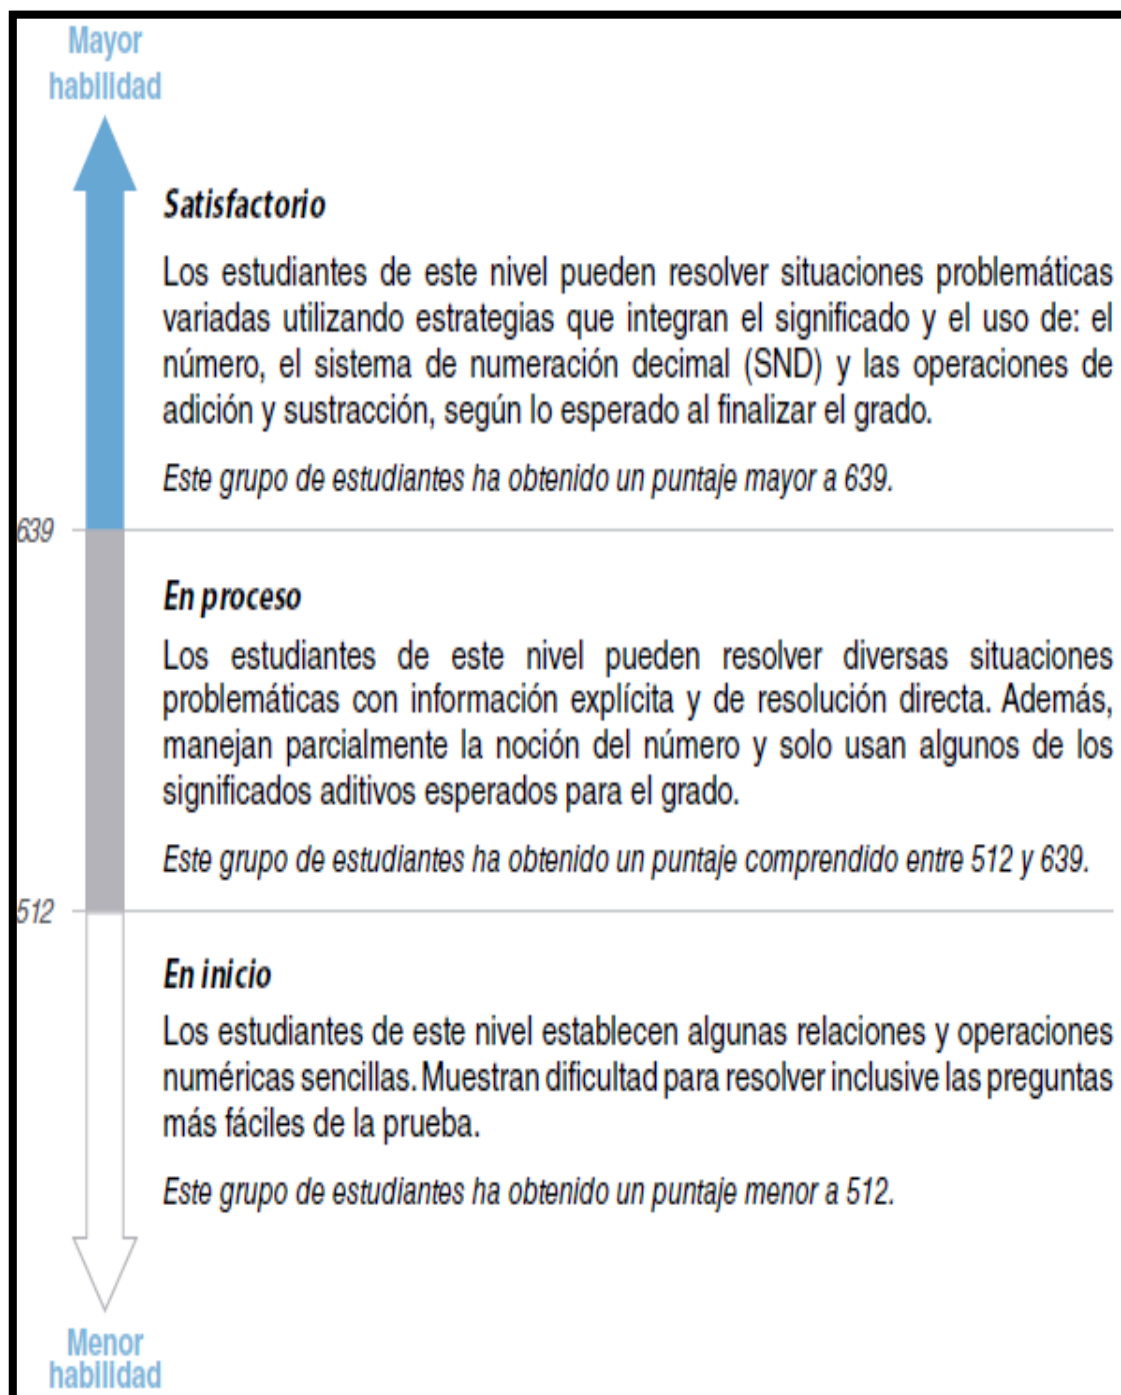 Mayor
habilidad
Satisfactorio
Los estudiantes de este nivel pueden resolver situaciones problemáticas
variadas utilizando estrategias que integran el significado y el uso de: el
número, el sistema de numeración decimal (SND) y las operaciones de
adición y sustracción, según lo esperado al finalizar el grado.
Este grupo de estudiantes ha obtenido un puntaje mayor a 639.
639
En proceso
Los estudiantes de este nivel pueden resolver diversas situaciones
problemáticas con información explícita y de resolución directa. Además,
manejan parcialmente la noción del número y solo usan algunos de los
significados aditivos esperados para el grado.
Este grupo de estudiantes ha obtenido un puntaje comprendido entre 512 y 639.
512
En inicio
Los estudiantes de este nivel establecen algunas relaciones y operaciones
numéricas sencillas. Muestran dificultad para resolver inclusive las preguntas
más fáciles de la prueba.
Este grupo de estudiantes ha obtenido un puntaje menor a 512.
Menor
habilidad